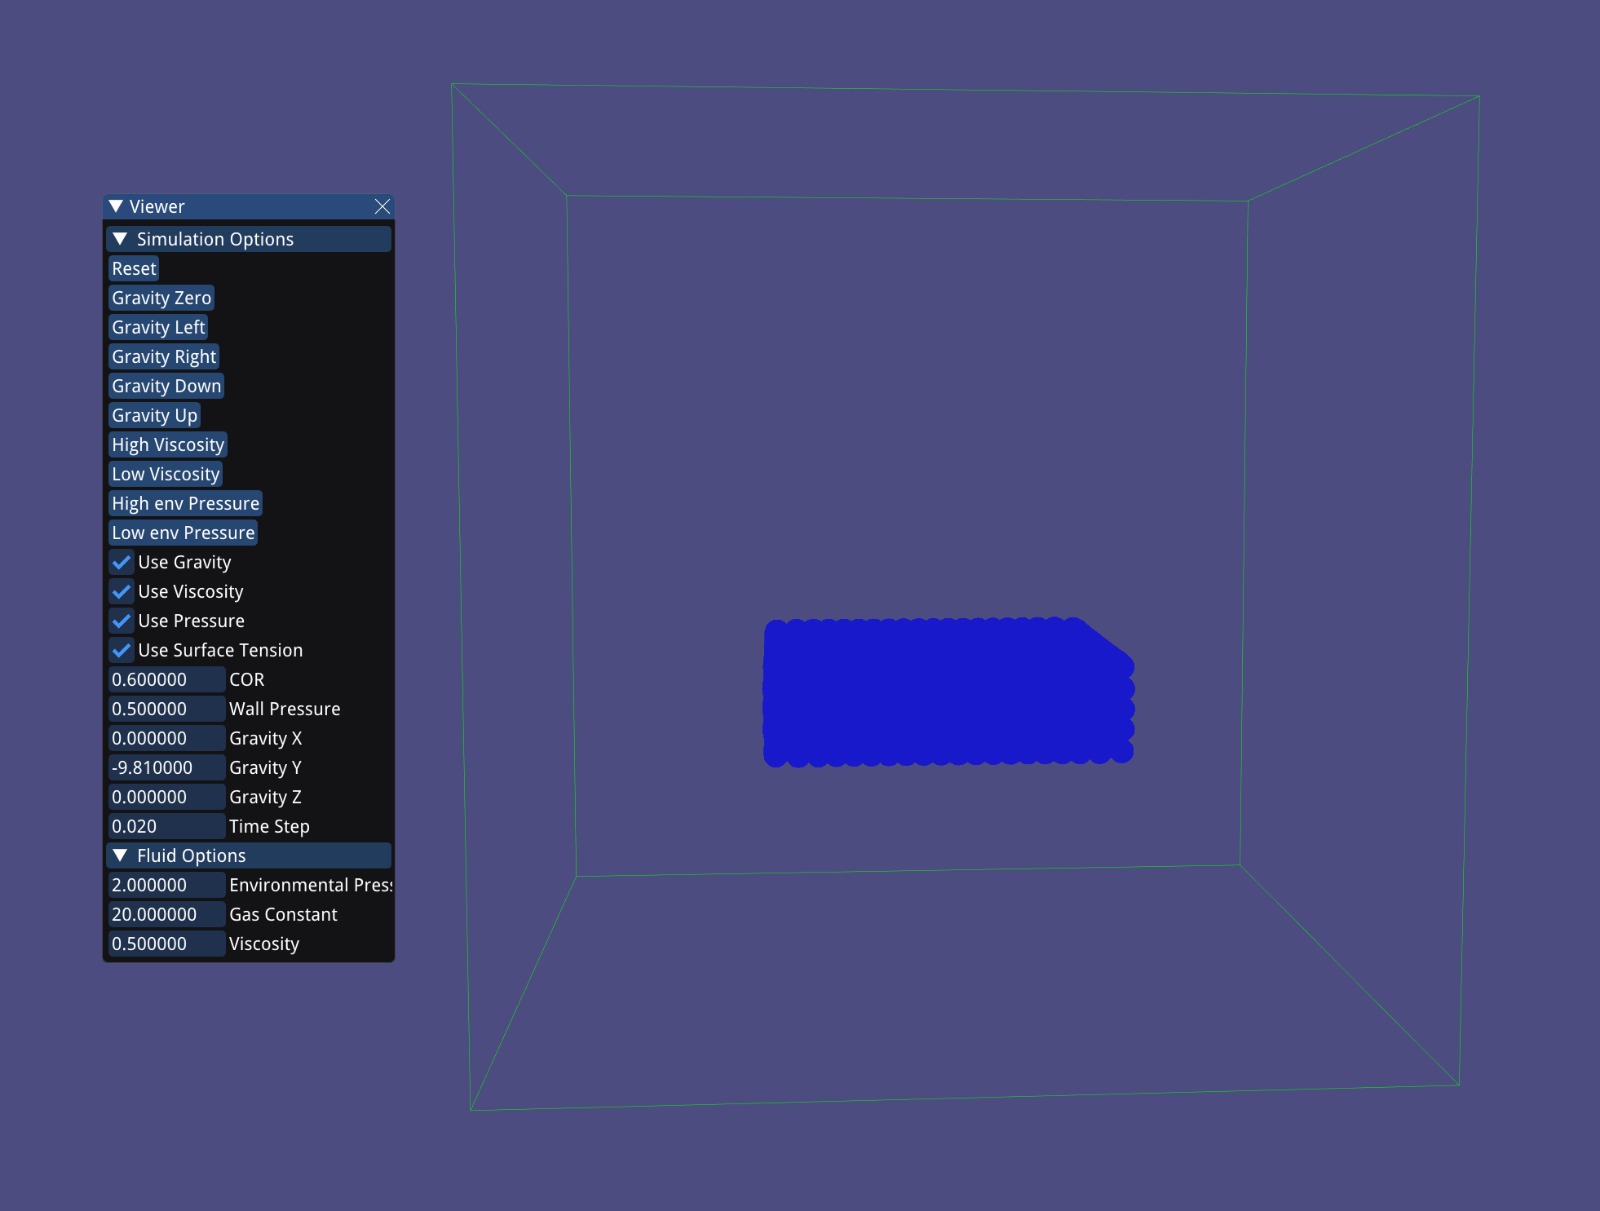 Viewer
Simulation Options
Reset
Gravity Zero
Gravity Left
Gravity Right
Gravity Down
Gravity Up
High Viscosity
Low Viscosity
High env Pressure
Low env Pressure
Use Gravity
Use Viscosity
Use Pressure
Use Surface Tension
0.600000 COR
0.500000 Wall Pressure
0.000000 Gravity X
-9.810000 Gravity Y
0.000000 Gravity Z
0.020 Time Step
Fluid Options
2.000000 Environmental Press
20.000000 Gas Constant
0.500000 Viscosity